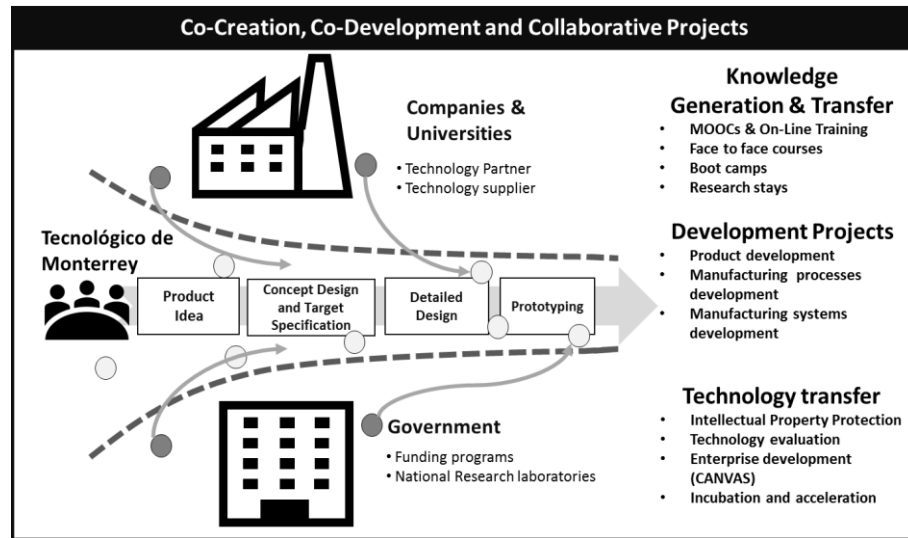 Co-Creation, Co-Development and Collaborative Projects
Companies &
Universities
• Technology Partner
• Technology supplier
Tecnológico de
Monterrey
Product
Idea
Concept Design
and Target
Specification
Detailed
Design
Prototyping
Government
• Funding programs
• National Research laboratories
Knowledge
Generation & Transfer
• MOOCs & On-Line Training
• Face to face courses
• Boot camps
• Research stays
Development Projects
• Product development
• Manufacturing processes
development
• Manufacturing systems
development
Technology transfer
• Intellectual Property Protection
• Technology evaluation
• Enterprise development
(CANVAS)
• Incubation and acceleration